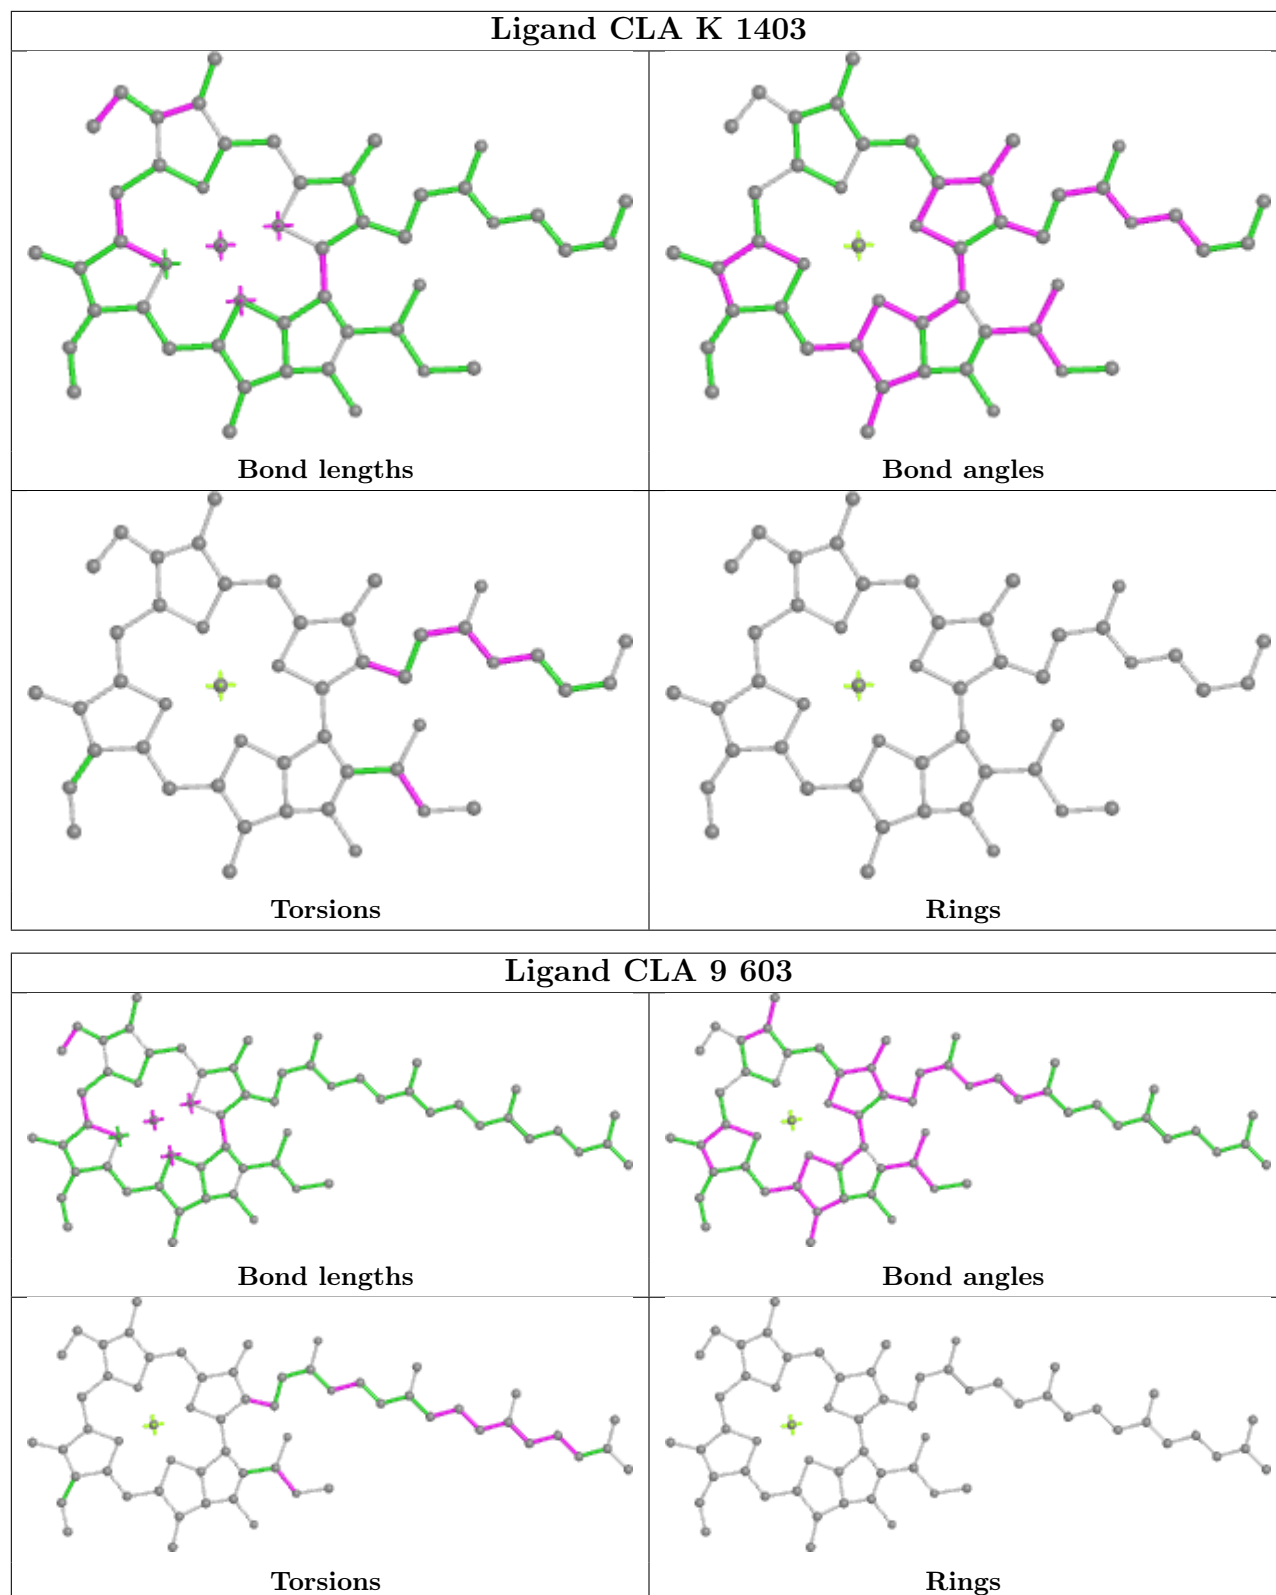 Ligand CLA K 1403
Bond lengths
Bond angles
Torsions
Rings
Ligand CLA 9 603
Bond lengths
Bond angles
Torsions
Rings